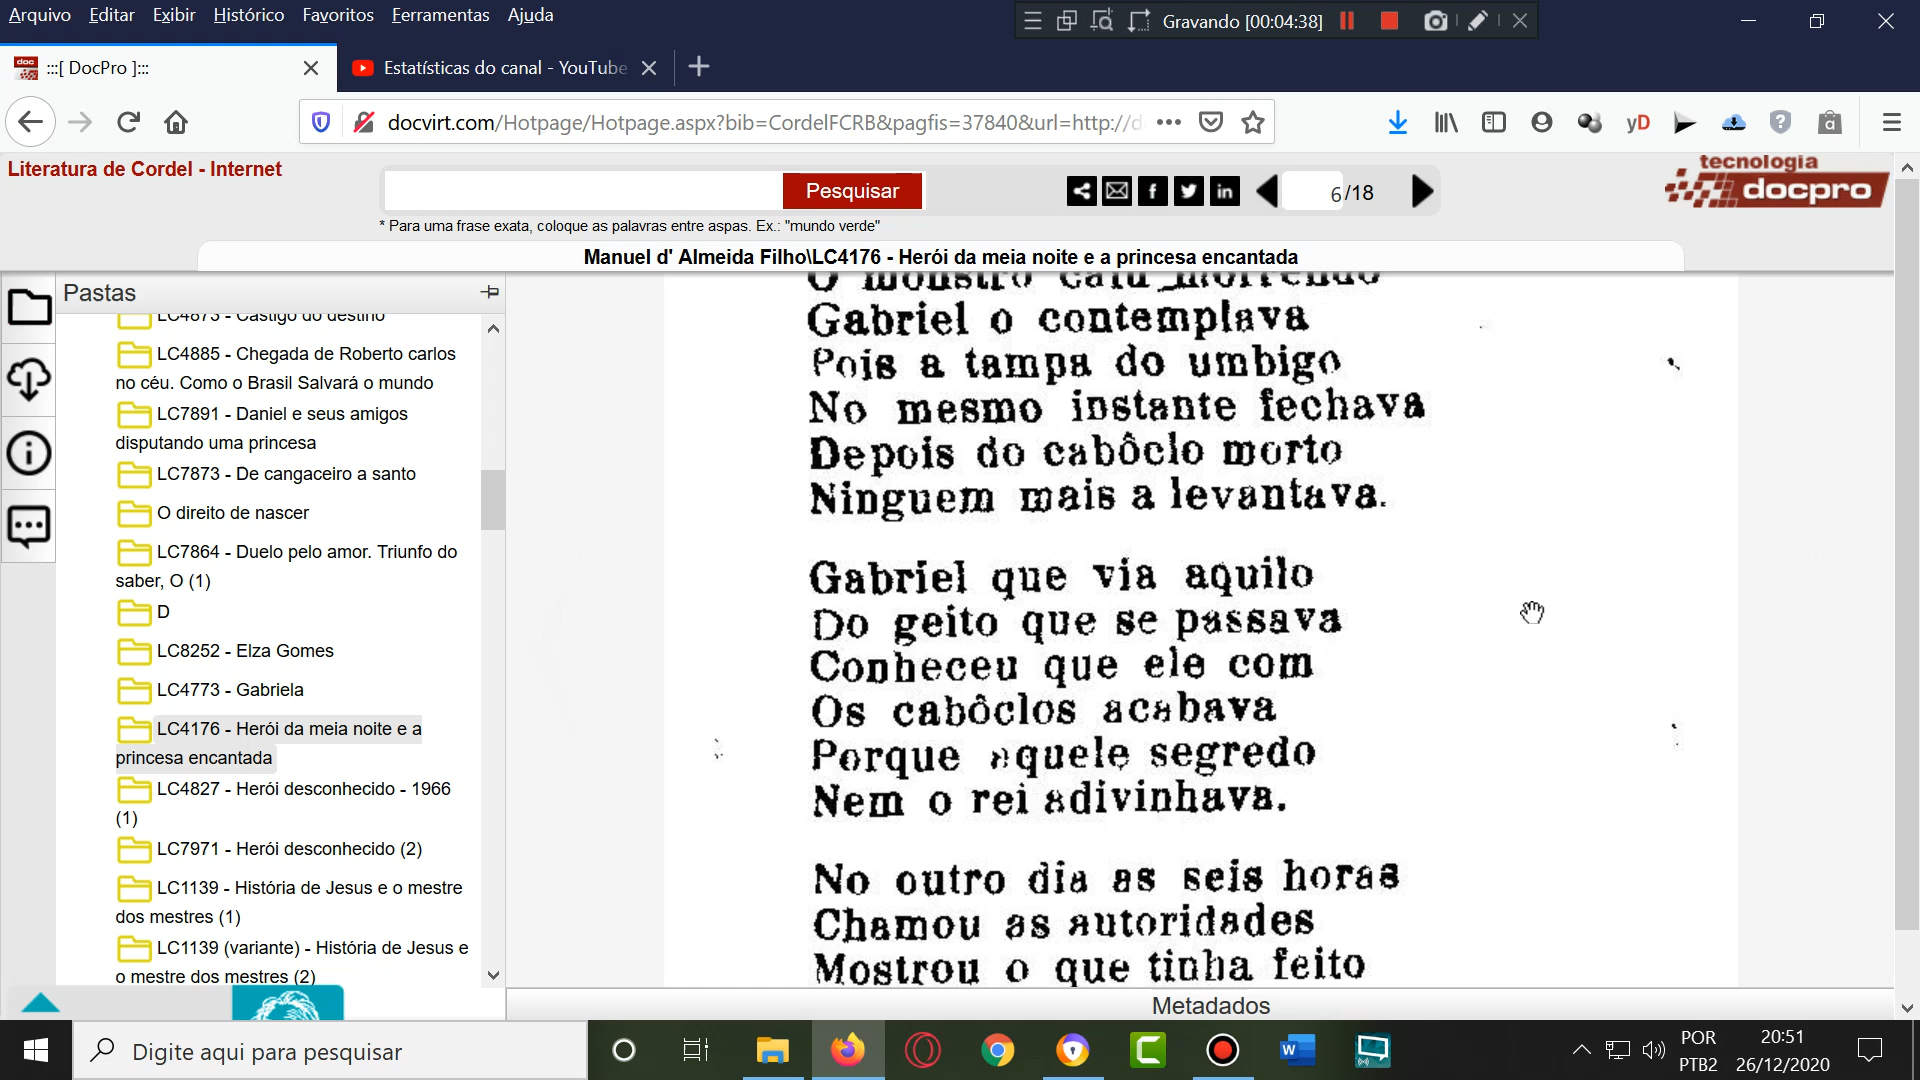 Arquivo Editar Exibir Histórico Favoritos Ferramentas Ajuda
Gravando [00:04:38]
:::[ DocPro ]:::
Estatísticas do canal - YouTube
docvirt.com/Hotpage/Hotpage.aspx?bib=CordelFCRB&pagfis=37840&url=http://d
yD
Literatura de Cordel - Internet
Pesquisar
6 /18
tecnologia
docpro
* Para uma frase exata, coloque as palavras entre aspas. Ex.: "mundo verde"
Manuel d' Almeida Filho\LC4176 - Herói da meia noite e a princesa encantada
Pastas
LC4873 - Castigo do destino
LC4885 - Chegada de Roberto carlos
no céu. Como o Brasil Salvará o mundo
LC7891 - Daniel e seus amigos
disputando uma princesa
LC7873 - De cangaceiro a santo
O direito de nascer
LC7864 - Duelo pelo amor. Triunfo do
saber, O (1)
D
LC8252 - Elza Gomes
LC4773 - Gabriela
LC4176 - Herói da meia noite e a
princesa encantada
LC4827 - Herói desconhecido - 1966
(1)
LC7971 - Herói desconhecido (2)
LC1139 - História de Jesus e o mestre
dos mestres (1)
LC1139 (variante) - História de Jesus e
o mestre dos mestres (2)
O monstro caiu morrendo
Gabriel o contemplava
Pois a tampa do umbigo
No mesmo instante fechava
Depois do cabôclo morto
Ninguem mais a levantava.
Gabriel que via aquilo
Do geito que se passava
Conheceu que ele com
Os cabôclos acabava
Porque aquele segredo
Nem o rei adivinhava.
No outro dia as seis horas
Chamou as autoridades
Mostrou o que tinha feito
Metadados
Digite aqui para pesquisar
POR
PTB2
20:51
26/12/2020